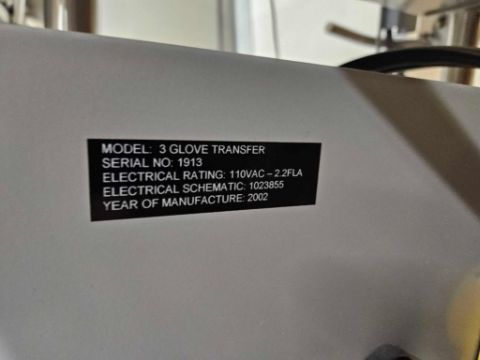 MODEL: 3 GLOVE TRANSFER
SERIAL NO: 1913
ELECTRICAL RATING: 110VAC – 2.2FLA
ELECTRICAL SCHEMATIC: 1023855
YEAR OF MANUFACTURE: 2002